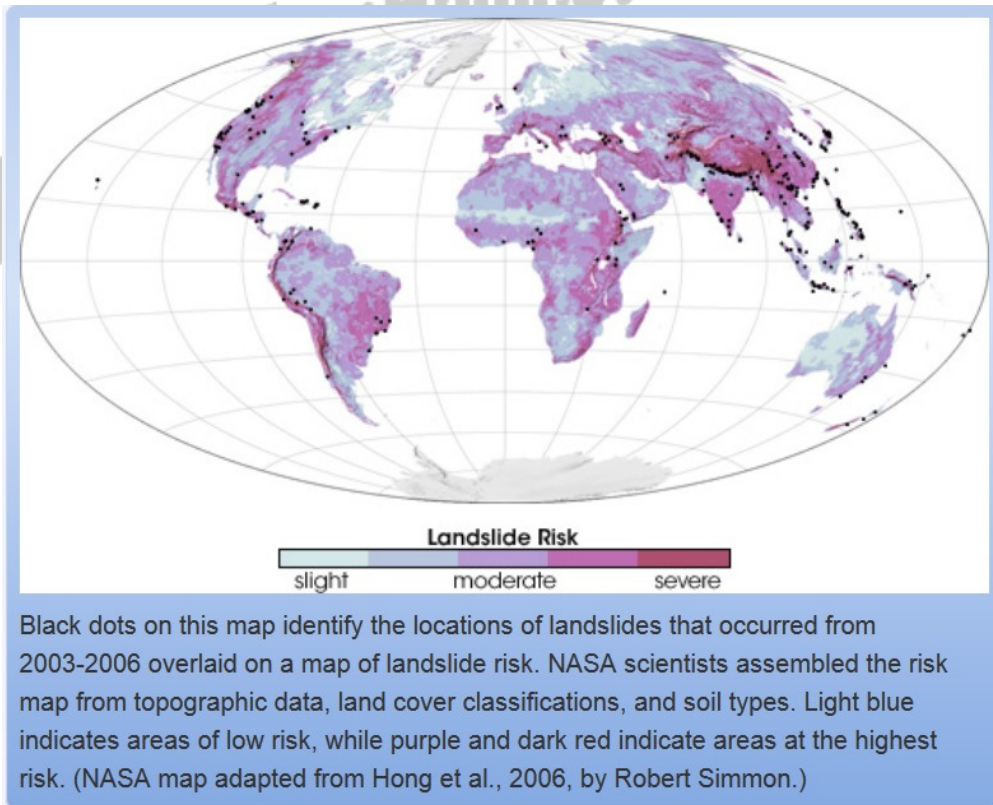 Landslide Risk
slight moderate severe
Black dots on this map identify the locations of landslides that occurred from
2003-2006 overlaid on a map of landslide risk. NASA scientists assembled the risk
map from topographic data, land cover classifications, and soil types. Light blue
indicates areas of low risk, while purple and dark red indicate areas at the highest
risk. (NASA map adapted from Hong et al., 2006, by Robert Simmon.)